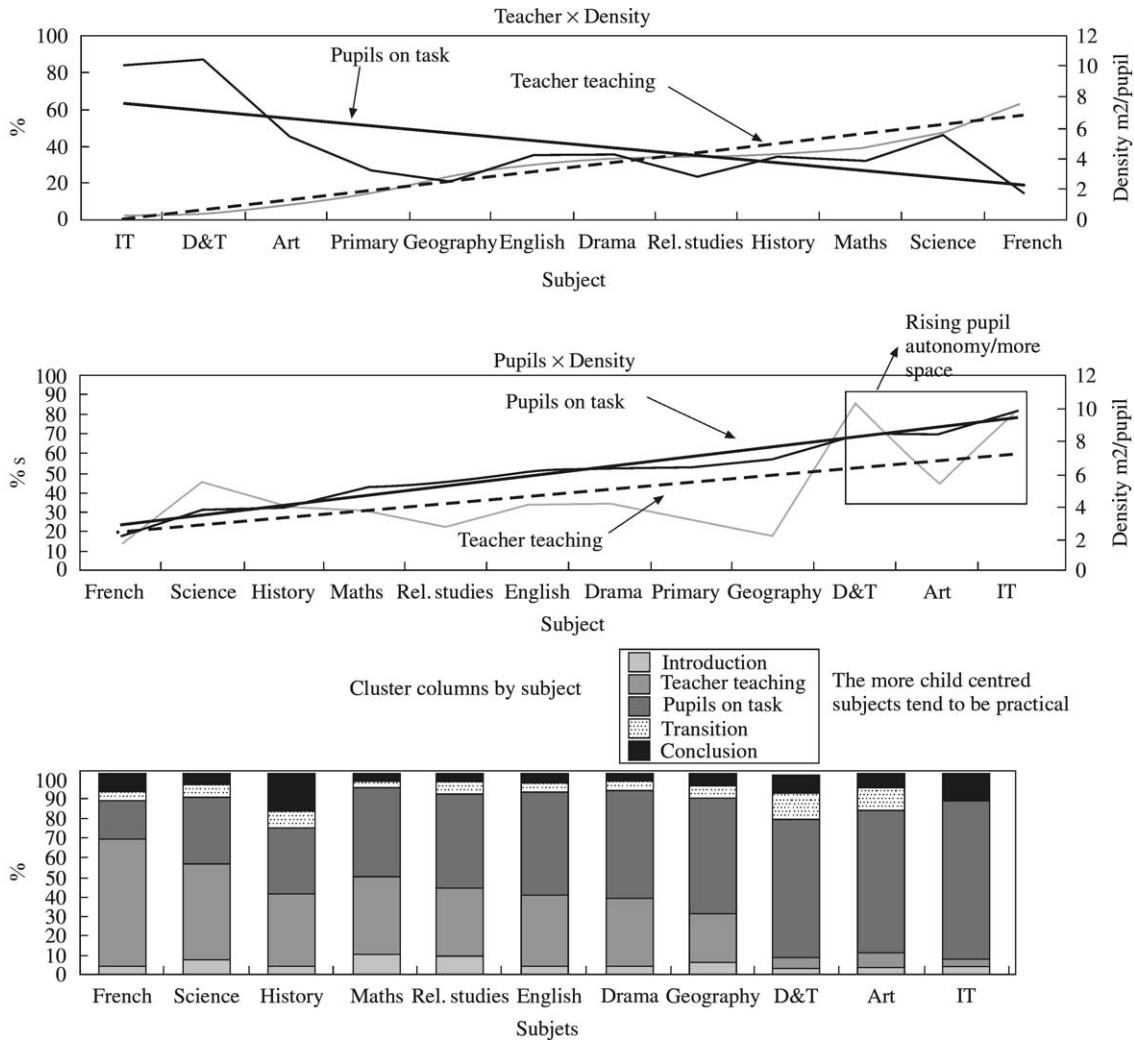 Teacher × Density
100
80
60
40
20
0
%
Pupils on task
Teacher teaching
12
10
8
6
4
2
0
Density m2/pupil
IT D&T Art Primary Geography English Drama Rel. studies History Maths Science French
Subject
Rising pupil
autonomy/more
space
Pupils × Density
100
90
80
70
60
50
40
30
20
10
0
% s
Pupils on task
Teacher teaching
12
10
8
6
4
2
0
Density m2/pupil
French Science History Maths Rel. studies English Drama Primary Geography D&T Art IT
Subject
Cluster columns by subject
Introduction
Teacher teaching
Pupils on task
Transition
Conclusion
The more child centred
subjects tend to be practical
100
90
80
70
60
50
40
30
20
10
0
%
French Science History Maths Rel. studies English Drama Geography D&T Art IT
Subjets